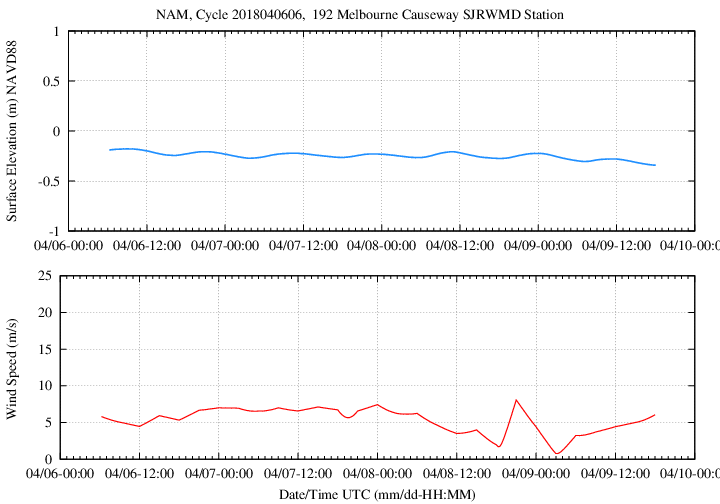 NAM, Cycle 2018040606,  192 Melbourne Causeway SJRWMD Station
Surface Elevation (m) NAVD88
1
0.5
0
-0.5
-1
04/06-00:00 04/06-12:00 04/07-00:00 04/07-12:00 04/08-00:00 04/08-12:00 04/09-00:00 04/09-12:00 04/10-00:0
Wind Speed (m/s)
25
20
15
10
5
0
04/06-00:00 04/06-12:00 04/07-00:00 04/07-12:00 04/08-00:00 04/08-12:00 04/09-00:00 04/09-12:00 04/10-00:0
Date/Time UTC (mm/dd-HH:MM)